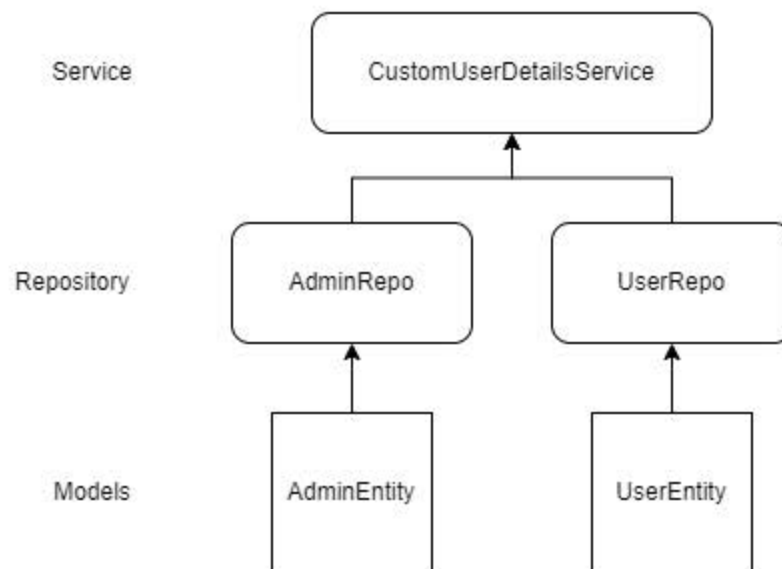 Service
CustomUserDetailsService
Repository
AdminRepo
UserRepo
Models
AdminEntity
UserEntity